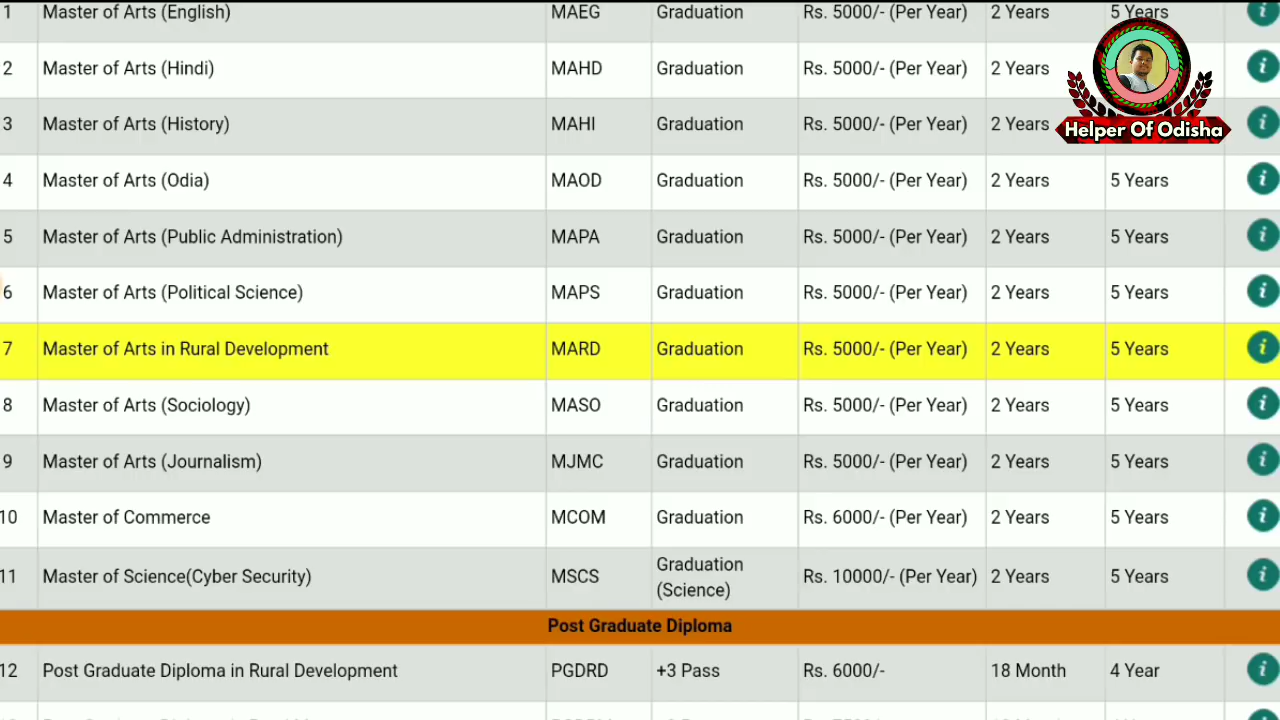 1 Master of Arts (English) MAEG Graduation Rs. 5000/- (Per Year) 2 Years 5 Years
2 Master of Arts (Hindi) MAHD Graduation Rs. 5000/- (Per Year) 2 Years
3 Master of Arts (History) MAHI Graduation Rs. 5000/- (Per Year) 2 Years
Helper Of Odisha
4 Master of Arts (Odia) MAOD Graduation Rs. 5000/- (Per Year) 2 Years 5 Years
5 Master of Arts (Public Administration) MAPA Graduation Rs. 5000/- (Per Year) 2 Years 5 Years
6 Master of Arts (Political Science) MAPS Graduation Rs. 5000/- (Per Year) 2 Years 5 Years
7 Master of Arts in Rural Development MARD Graduation Rs. 5000/- (Per Year) 2 Years 5 Years
8 Master of Arts (Sociology) MASO Graduation Rs. 5000/- (Per Year) 2 Years 5 Years
9 Master of Arts (Journalism) MJMC Graduation Rs. 5000/- (Per Year) 2 Years 5 Years
10 Master of Commerce MCOM Graduation Rs. 6000/- (Per Year) 2 Years 5 Years
11 Master of Science(Cyber Security) MSCS Graduation (Science) Rs. 10000/- (Per Year) 2 Years 5 Years
Post Graduate Diploma
12 Post Graduate Diploma in Rural Development PGDRD +3 Pass Rs. 6000/- 18 Month 4 Year